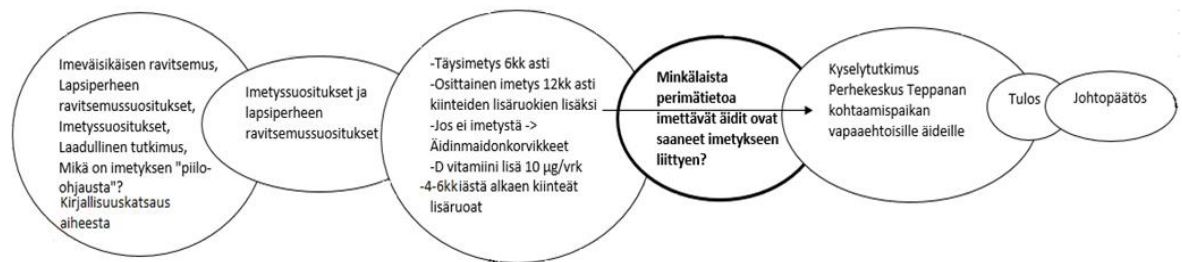 Imeväisikäisen ravitsemus,
Lapsiperheen
ravitsemussuositukset,
Imetyssuositukset,
Laadullinen tutkimus,
Mikä on imetyksen "piilo-
ohjausta"?
Kirjallisuuskatsaus
aiheesta
Imetyssuositukset ja
lapsiperheen
ravitsemussuositukset
-Täysimetys 6kk asti
-Osittainen imetys 12kk asti
kiinteiden lisäruokien lisäksi
-Jos ei imetystä ->
Äidinmaidonkorvikkeet
-D vitamiini lisä 10 µg/vrk
-4-6kkiästä alkaen kiinteät
lisäruoat
Minkälaista
perimätietoa
imettävät äidit ovat
saaneet imetykseen
liittyen?
Kyselytutkimus
Perhekeskus Teppanan
kohtaamispaikan
vapaaehtoisille äideille
Tulos
Johtopäätös